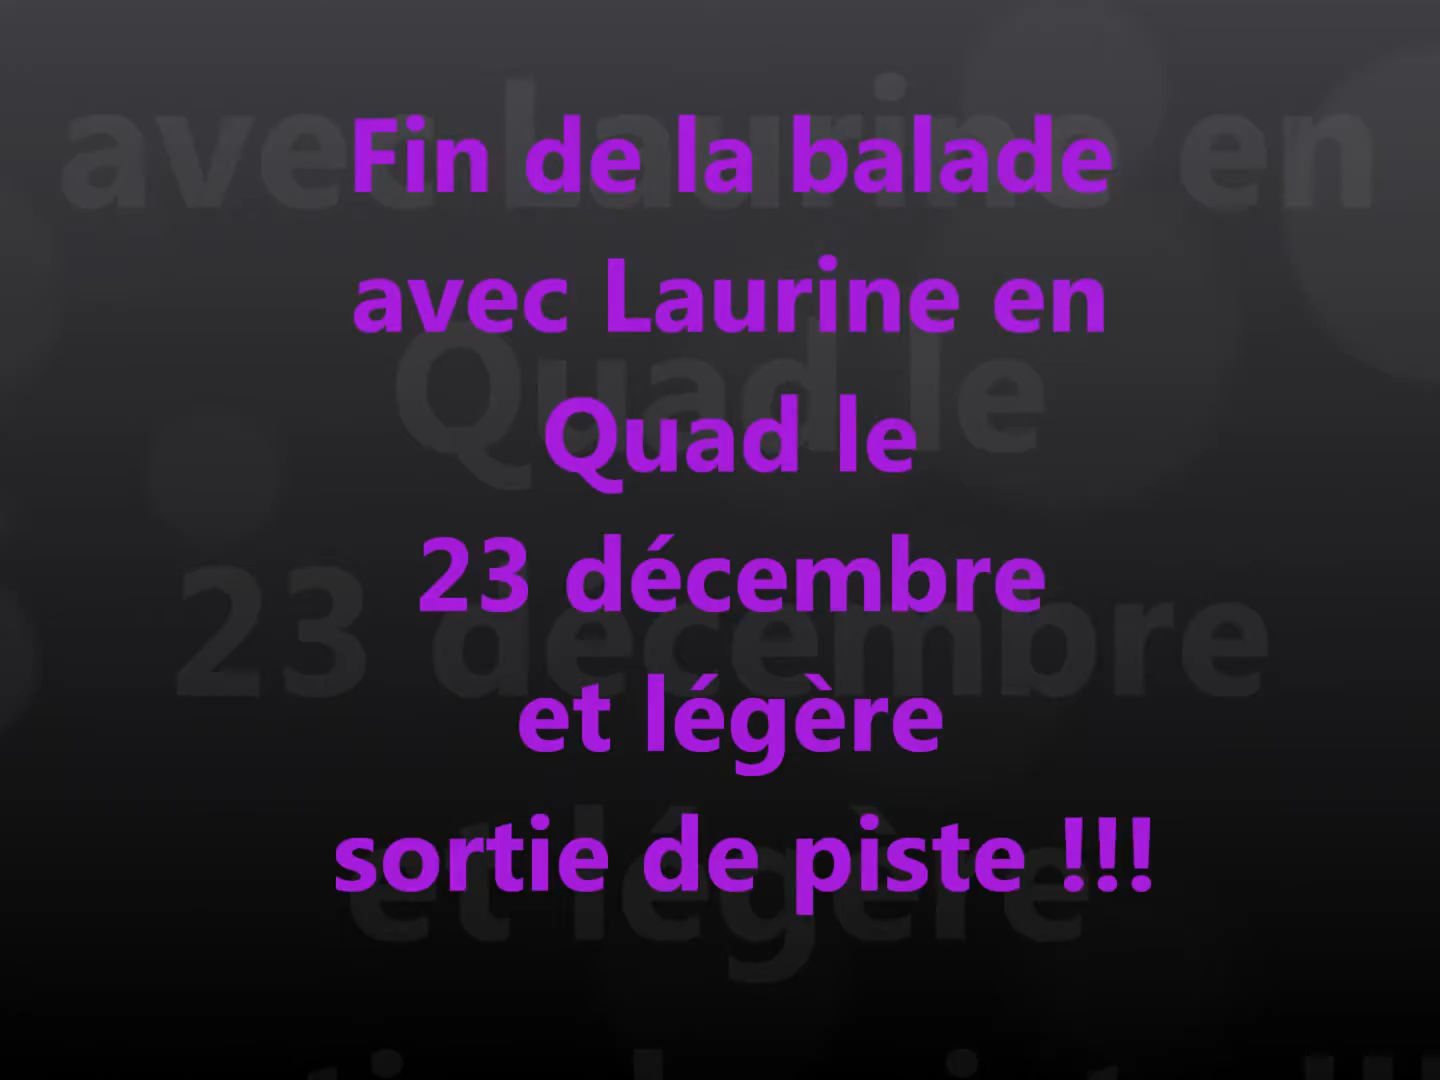 Fin de la balade
avec Laurine en
Quad le
23 décembre
et légère
sortie de piste !!!